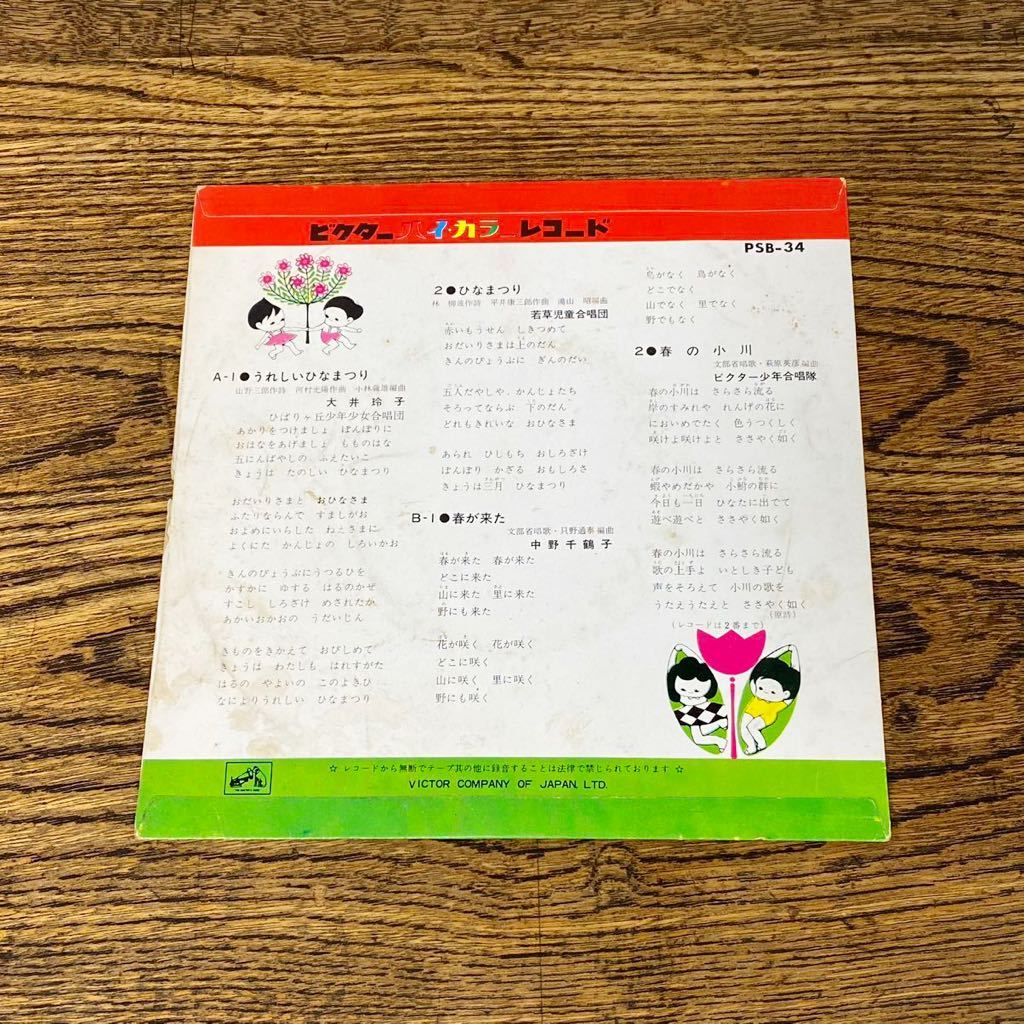 ビクターハイ・カラーレコード
PSB-34
A-1●うれしいひなまつり
山野三郎作詩 河村光陽作曲 小林
大井玲子
ひばりヶ丘少年少女合唱団
あかりをつけましょ ぼんぼりに
おはなをあげましょ もものはな
五にんばやしの ふえたいこ
きょうは たのしい ひなまつり
おだいりさまと おひなさま
ふたりならんで すましがお
およめにいらした ねえさまに
よくにた かんじょの しろいかお
きんのびょうぶにうつるひを
かすかに ゆする はるのかぜ
すこし しろざけ めされたか
あかいおかおの うだいじん
きものをきかえて おびしめて
きょうは わたしも はれすがた
はるの やよいの このよきひ
なによりうれしい ひなまつり
2●ひなまつり
林 柳波作詩 平井康三郎作曲 湯山 昭編曲
若草児童合唱団
赤いもうせん しきつめて
おだいりさまは上のだん
きんのびょうぶに ぎんのだい
五人だやしや、かんじょたち
そろってならぶ 下のだん
どれもきれいな おひなさま
あられ ひしもち おしろざけ
ぼんぼり かざる おもしろさ
きょうは三月 ひなまつり
B-1●春が来た
文部省唱歌・只野通泰編曲
中野千鶴子
春が来た 春が来た
どこに来た
山に来た 里に来た
野にも来た
花が咲く 花が咲く
どこに咲く
山に咲く 里に咲く
野にも咲く
鳥がなく 鳥がなく
どこでなく
山でなく 里でなく
野でもなく
2●春の小川
文部省唱歌・萩原英彦編曲
ビクター少年合唱隊
春の小川は さらさら流る
岸のすみれや れんげの花に
においめでたく 色うつくしく
咲けよ咲けよと ささやく如く
春の小川は さらさら流る
蝦やめだかや 小鮒の群に
今日も一日 ひなたに出でて
遊べ遊べと ささやく如く
春の小川は さらさら流る
歌の上手よ いとしき子ども
声をそろえて 小川の歌を
うたえうたえと ささやく如く
(原詩)
(レコードは2番まで)
☆ レコードから無断でテープ其の他に録音することは法律で禁じられております ☆
VICTOR COMPANY OF JAPAN, LTD.